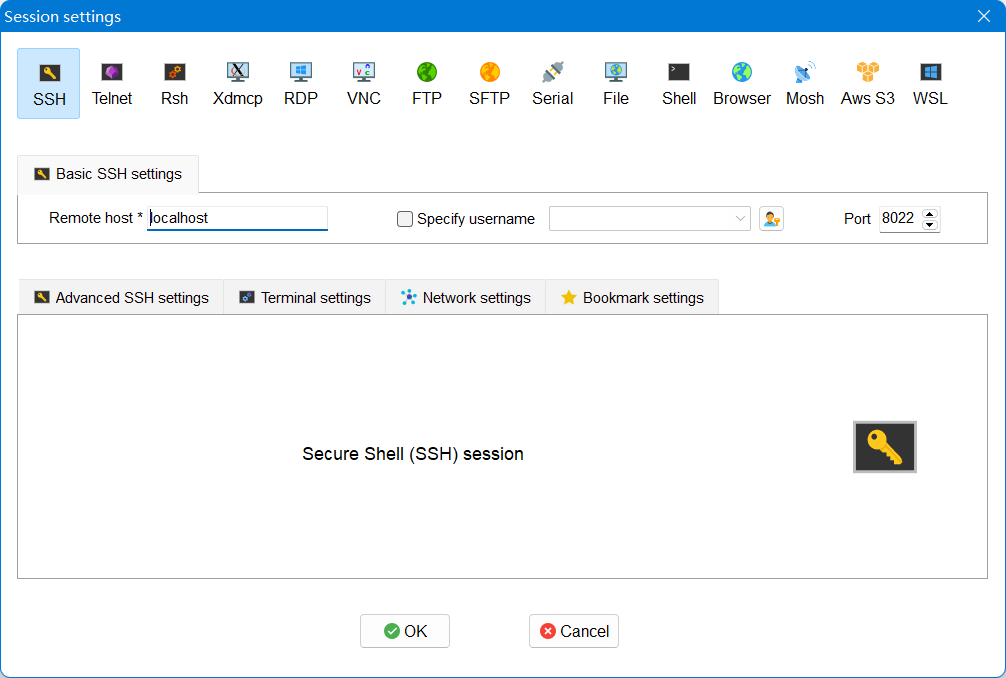 Session settings
SSH Telnet Rsh Xdmcp RDP VNC FTP SFTP Serial File Shell Browser Mosh Aws S3 WSL
Basic SSH settings
Remote host * localhost Specify username Port 8022
Advanced SSH settings Terminal settings Network settings Bookmark settings
Secure Shell (SSH) session
OK Cancel